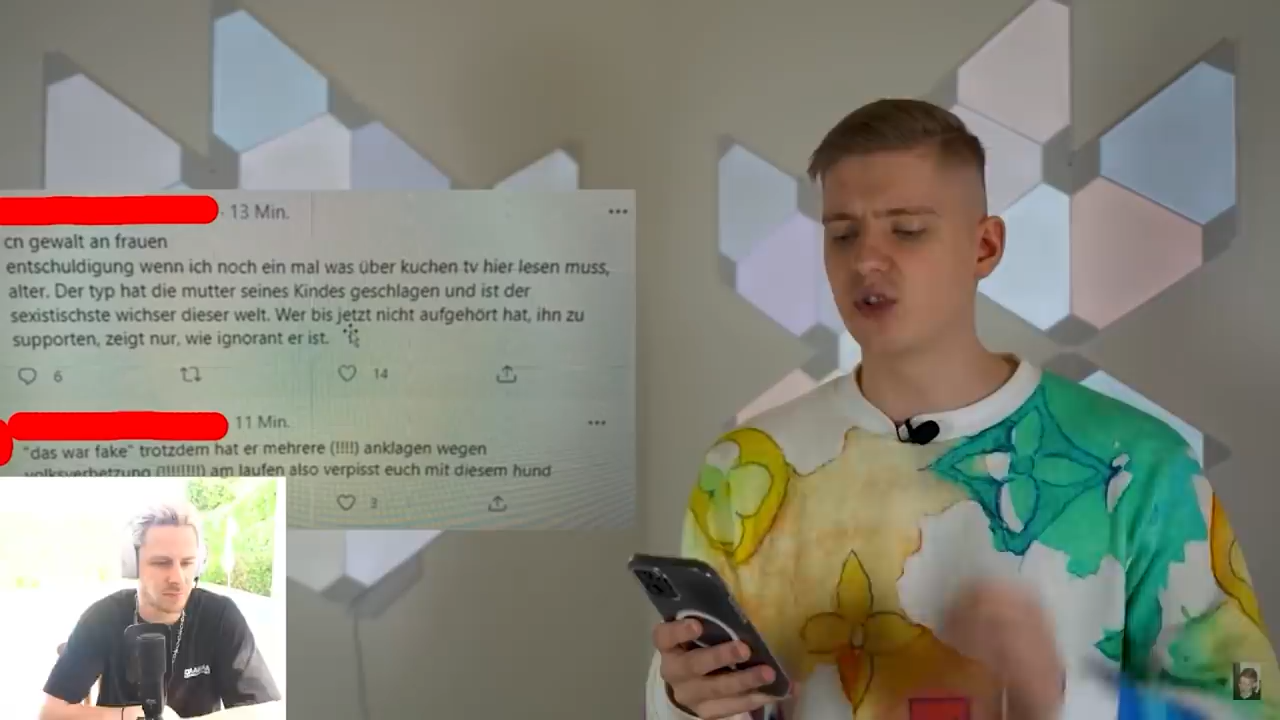 13 Min.
cn gewalt an frauen
entschuldigung wenn ich noch ein mal was über kuchen tv hier lesen muss,
alter. Der typ hat die mutter seines Kindes geschlagen und ist der
sexistischste wichser dieser welt. Wer bis jetzt nicht aufgehört hat, ihn zu
supporten, zeigt nur, wie ignorant er ist.
6 14
11 Min.
"das war fake" trotzdem hat er mehrere (!!!!) anklagen wegen
volksverhetzung (!!!!!!!!) am laufen also verpisst euch mit diesem hund
3